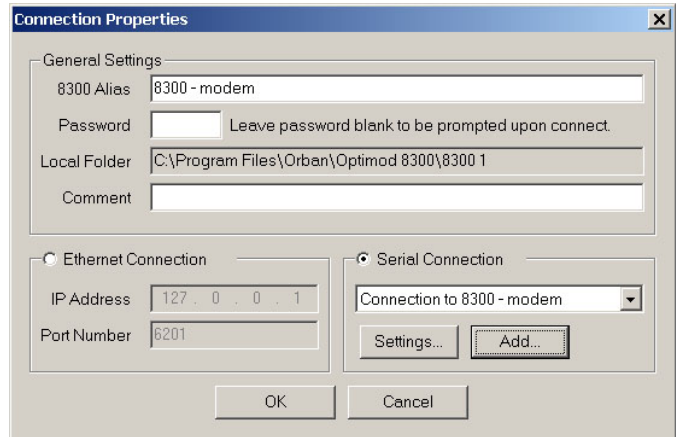 Connection Properties
General Settings
8300 Alias 8300 - modem
Password Leave password blank to be prompted upon connect.
Local Folder C:\Program Files\Orban\Optimod 8300\8300 1
Comment
Ethernet Connection
IP Address 127 . 0 . 0 . 1
Port Number 6201
Serial Connection
Connection to 8300 - modem
Settings... Add...
OK Cancel